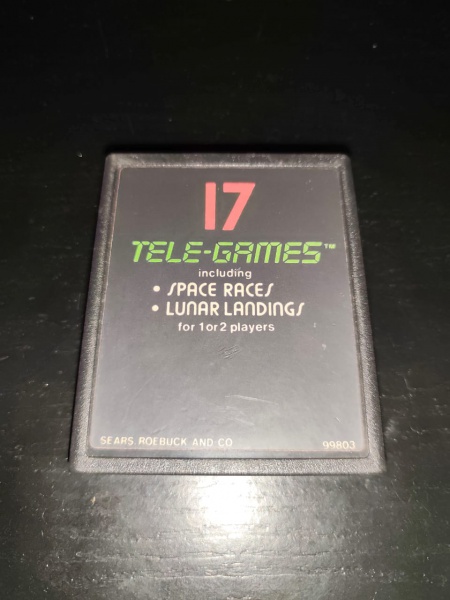 17
TELE-GAMES™
including
• SPACE RACES
• LUNAR LANDINGS
for 1 or 2 players
SEARS, ROEBUCK AND CO. 99803